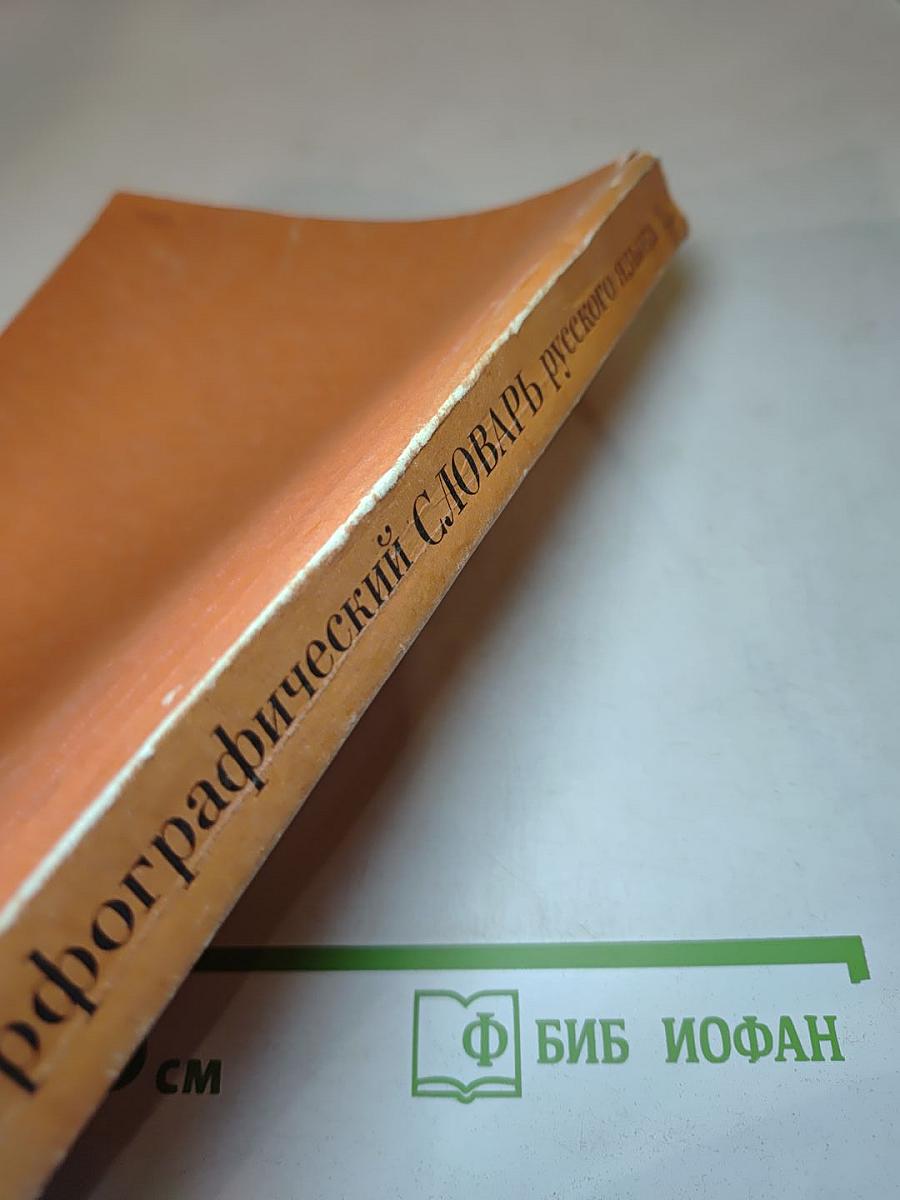 рфографический СЛОВАРЬ русского языка
см
Ф БИБ ИОФАН